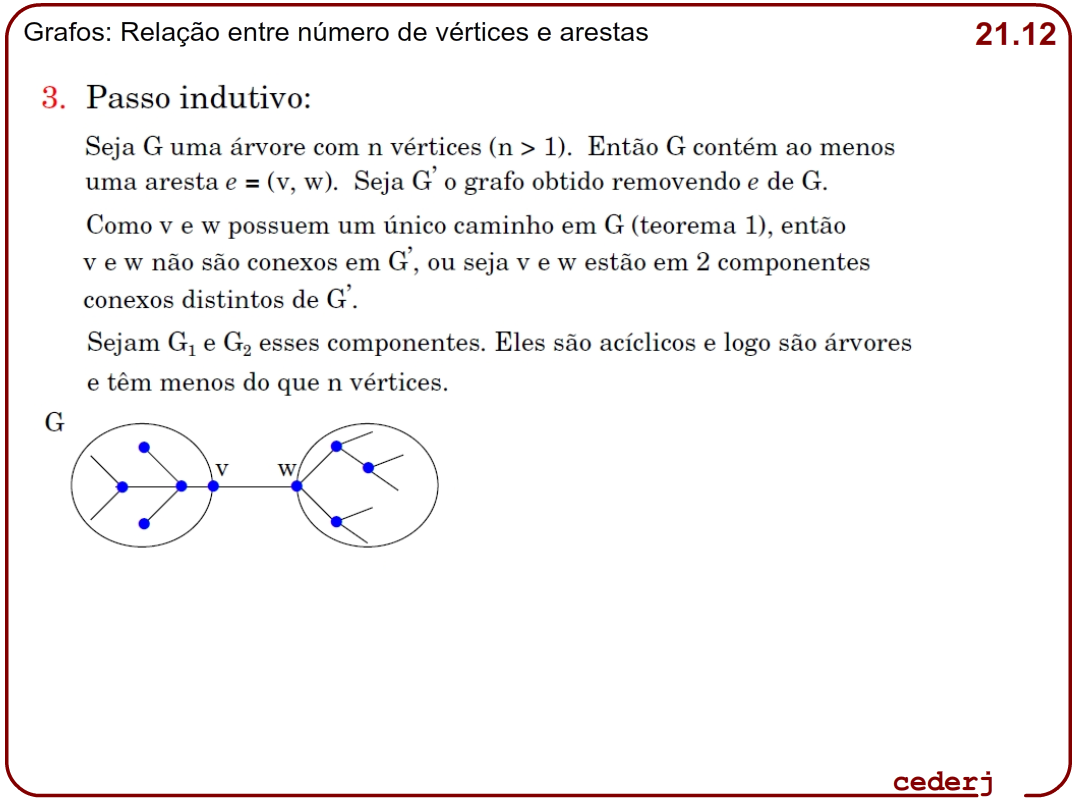 Grafos: Relação entre número de vértices e arestas
21.12
3. Passo indutivo:
Seja G uma árvore com n vértices (n > 1). Então G contém ao menos
uma aresta e = (v, w). Seja G’ o grafo obtido removendo e de G.
Como v e w possuem um único caminho em G (teorema 1), então
v e w não são conexos em G’, ou seja v e w estão em 2 componentes
conexos distintos de G’.
Sejam G₁ e G₂ esses componentes. Eles são acíclicos e logo são árvores
e têm menos do que n vértices.
G
v w
cederj